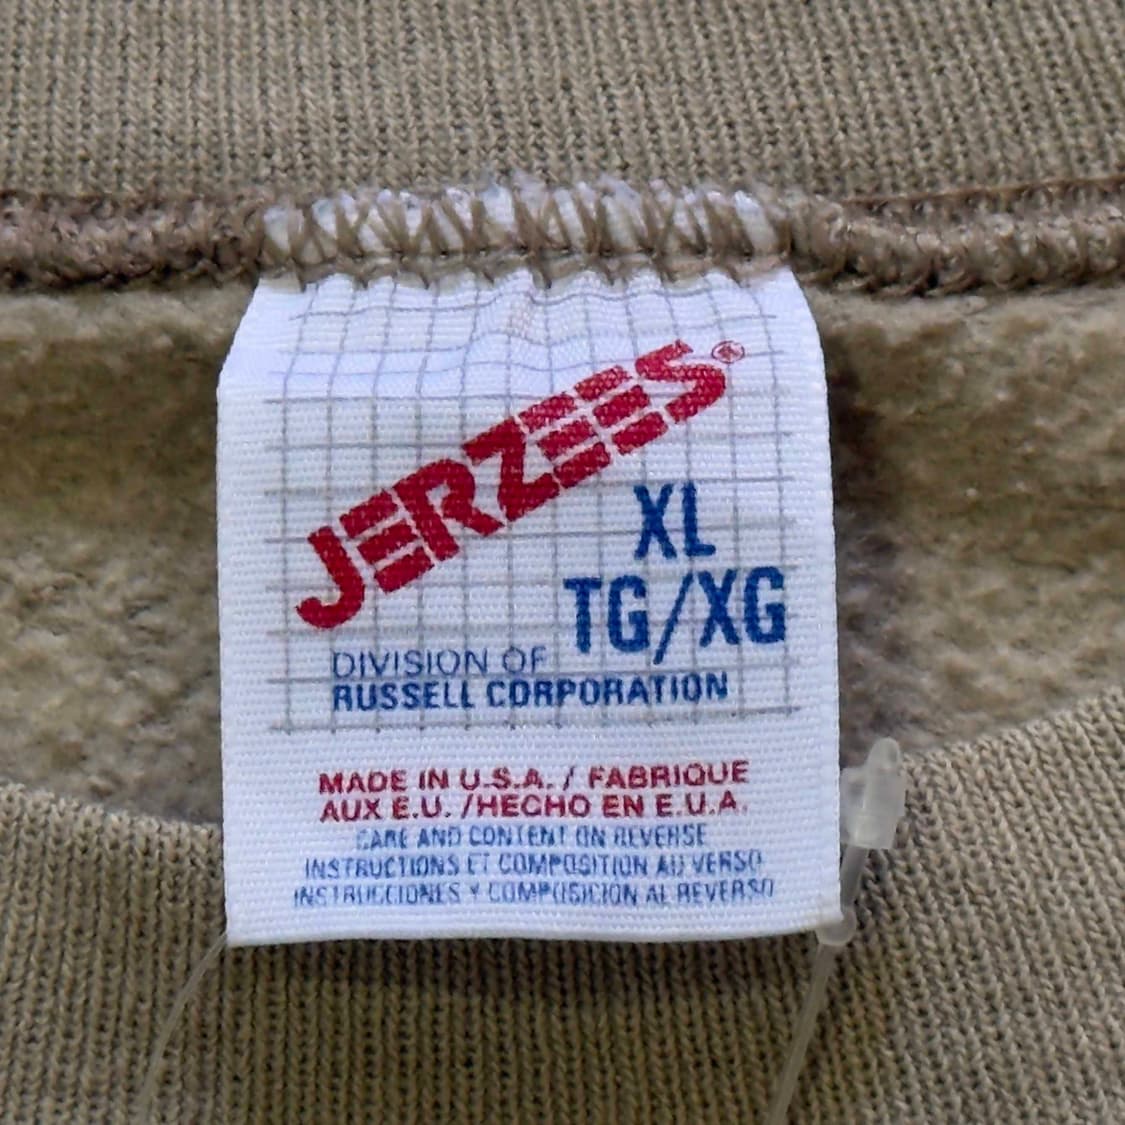 JERZEES®
XL
TG/XG
DIVISION OF
RUSSELL CORPORATION
MADE IN U.S.A. / FABRIQUE
AUX E.U. /HECHO EN E.U.A.
CARE AND CONTENT ON REVERSE
INSTRUCTIONS ET COMPOSITION AU VERSO
INSTRUCCIONES Y COMPOSICION AL REVERSO